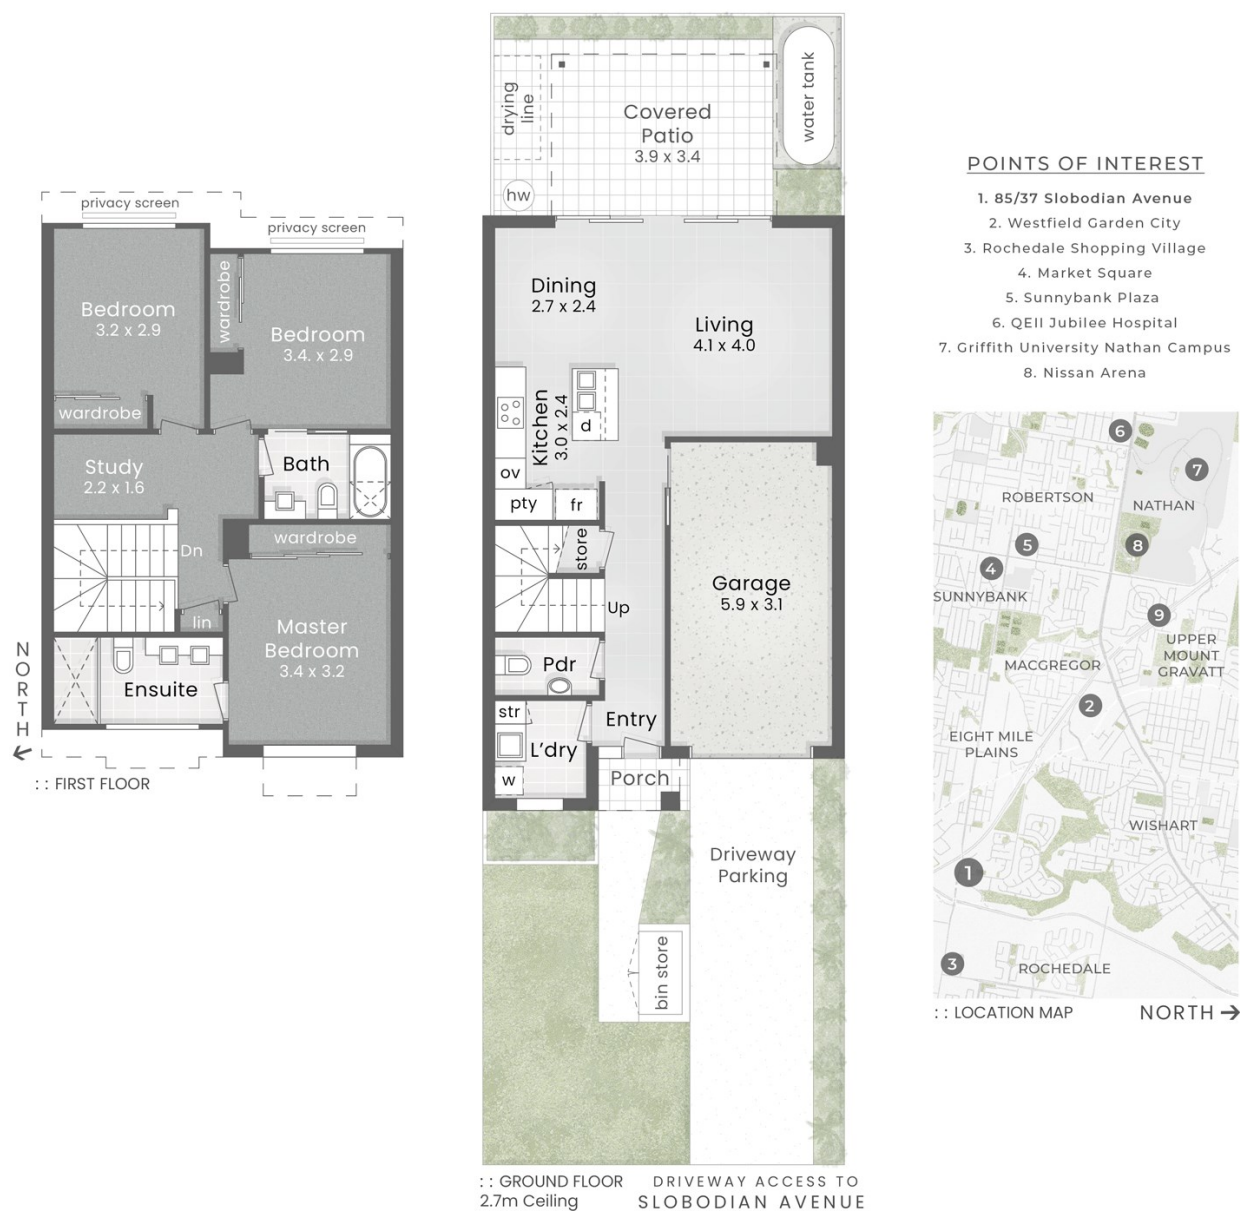 privacy screen
privacy screen
Bedroom
3.2 x 2.9
wardrobe
Bedroom
3.4. x 2.9
wardrobe
Study
2.2 x 1.6
Bath
wardrobe
Dn
lin
Master
Bedroom
3.4 x 3.2
Ensuite
NORTH
: : FIRST FLOOR
drying
line
Covered
Patio
3.9 x 3.4
water tank
hw
Dining
2.7 x 2.4
Living
4.1 x 4.0
Kitchen
3.0 x 2.4
d
ov
pty
fr
store
Garage
5.9 x 3.1
Up
Pdr
str
Entry
L'dry
w
Porch
Driveway
Parking
bin store
: : GROUND FLOOR
2.7m Ceiling
DRIVEWAY ACCESS TO
SLOBODIAN AVENUE
POINTS OF INTEREST
1. 85/37 Slobodian Avenue
2. Westfield Garden City
3. Rochedale Shopping Village
4. Market Square
5. Sunnybank Plaza
6. QEII Jubilee Hospital
7. Griffith University Nathan Campus
8. Nissan Arena
6
7
ROBERTSON
NATHAN
5
8
4
SUNNYBANK
9
UPPER
MOUNT
GRAVATT
MACGREGOR
2
EIGHT MILE
PLAINS
WISHART
1
3
ROCHEDALE
: : LOCATION MAP
NORTH